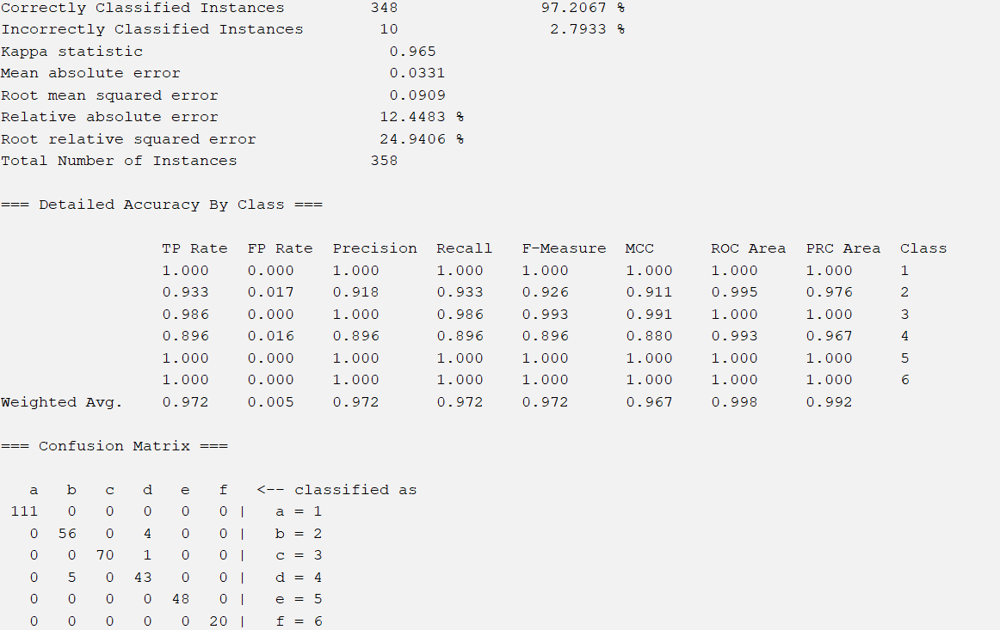 Correctly Classified Instances 348 97.2067 %
Incorrectly Classified Instances 10 2.7933 %
Kappa statistic 0.965
Mean absolute error 0.0331
Root mean squared error 0.0909
Relative absolute error 12.4483 %
Root relative squared error 24.9406 %
Total Number of Instances 358
=== Detailed Accuracy By Class ===
TP Rate FP Rate Precision Recall F-Measure MCC ROC Area PRC Area Class
1.000 0.000 1.000 1.000 1.000 1.000 1.000 1.000 1
0.933 0.017 0.918 0.933 0.926 0.911 0.995 0.976 2
0.986 0.000 1.000 0.986 0.993 0.991 1.000 1.000 3
0.896 0.016 0.896 0.896 0.896 0.880 0.993 0.967 4
1.000 0.000 1.000 1.000 1.000 1.000 1.000 1.000 5
1.000 0.000 1.000 1.000 1.000 1.000 1.000 1.000 6
Weighted Avg. 0.972 0.005 0.972 0.972 0.972 0.967 0.998 0.992
=== Confusion Matrix ===
a b c d e f <-- classified as
111 0 0 0 0 0 | a = 1
0 56 0 4 0 0 | b = 2
0 0 70 1 0 0 | c = 3
0 5 0 43 0 0 | d = 4
0 0 0 0 48 0 | e = 5
0 0 0 0 0 20 | f = 6